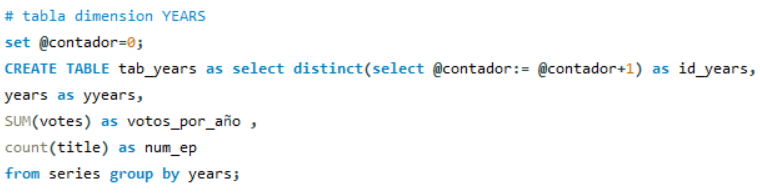 # tabla dimension YEARS
set @contador=0;
CREATE TABLE tab_years as select distinct(select @contador:= @contador+1) as id_years,
years as yyears,
SUM(votes) as votos_por_año ,
count(title) as num_ep
from series group by years;